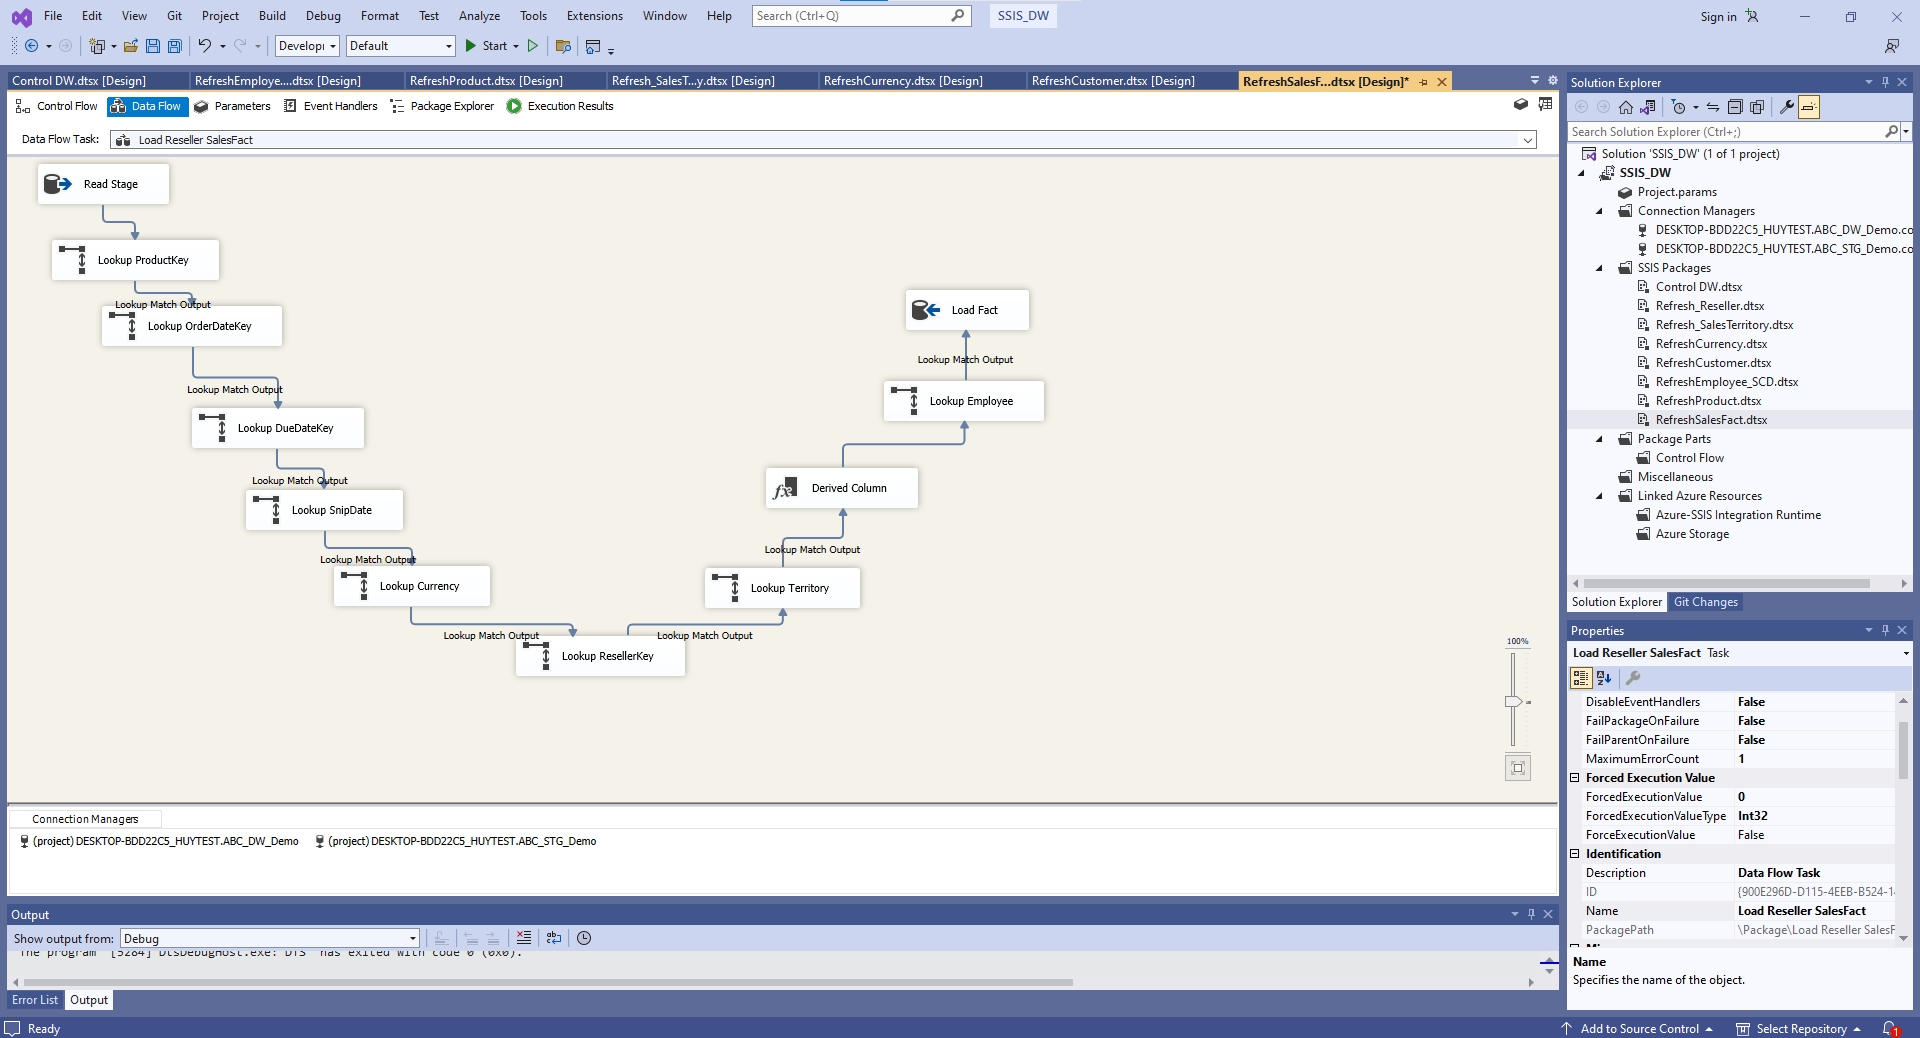 File Edit View Git Project Build Debug Format Test Analyze Tools Extensions Window Help Search (Ctrl+Q) SSIS_DW Sign in
Developi Default Start
Control DW.dtsx [Design] RefreshEmploye....dtsx [Design] RefreshProduct.dtsx [Design] Refresh_SalesT...y.dtsx [Design] RefreshCurrency.dtsx [Design] RefreshCustomer.dtsx [Design] RefreshSalesF...dtsx [Design]*
Control Flow Data Flow Parameters Event Handlers Package Explorer Execution Results
Data Flow Task: Load Reseller SalesFact
Read Stage
Lookup ProductKey
Lookup Match Output
Lookup OrderDateKey
Lookup Match Output
Lookup DueDateKey
Lookup Match Output
Lookup SnipDate
Lookup Match Output
Lookup Currency
Lookup Match Output
Lookup ResellerKey
Lookup Match Output
Lookup Territory
Lookup Match Output
Derived Column
Lookup Employee
Lookup Match Output
Load Fact
100%
Connection Managers
(project) DESKTOP-BDD22C5_HUYTEST.ABC_DW_Demo (project) DESKTOP-BDD22C5_HUYTEST.ABC_STG_Demo
Output
Show output from: Debug
The program '[5284] DtsDebugHost.exe: DTS' has exited with code 0 (0x0).
Error List Output
Ready
Solution Explorer
Search Solution Explorer (Ctrl+;)
Solution 'SSIS_DW' (1 of 1 project)
SSIS_DW
Project.params
Connection Managers
DESKTOP-BDD22C5_HUYTEST.ABC_DW_Demo.co
DESKTOP-BDD22C5_HUYTEST.ABC_STG_Demo.co
SSIS Packages
Control DW.dtsx
Refresh_Reseller.dtsx
Refresh_SalesTerritory.dtsx
RefreshCurrency.dtsx
RefreshCustomer.dtsx
RefreshEmployee_SCD.dtsx
RefreshProduct.dtsx
RefreshSalesFact.dtsx
Package Parts
Control Flow
Miscellaneous
Linked Azure Resources
Azure-SSIS Integration Runtime
Azure Storage
Solution Explorer Git Changes
Properties
Load Reseller SalesFact Task
DisableEventHandlers False
FailPackageOnFailure False
FailParentOnFailure False
MaximumErrorCount 1
Forced Execution Value
ForcedExecutionValue 0
ForcedExecutionValueType Int32
ForceExecutionValue False
Identification
Description Data Flow Task
ID {900E296D-D115-4EEB-B524-1
Name Load Reseller SalesFact
PackagePath \Package\Load Reseller SalesF
Name
Specifies the name of the object.
Add to Source Control Select Repository 1